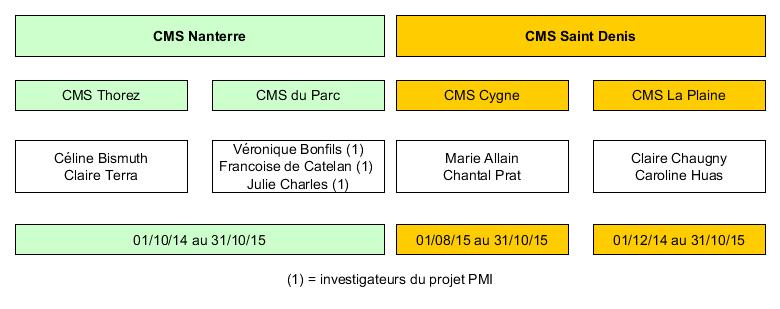 CMS Nanterre
CMS Saint Denis
CMS Thorez
CMS du Parc
CMS Cygne
CMS La Plaine
Céline Bismuth
Claire Terra
Véronique Bonfils (1)
Francoise de Catelan (1)
Julie Charles (1)
Marie Allain
Chantal Prat
Claire Chaugny
Caroline Huas
01/10/14 au 31/10/15
01/08/15 au 31/10/15
01/12/14 au 31/10/15
(1) = investigateurs du projet PMI